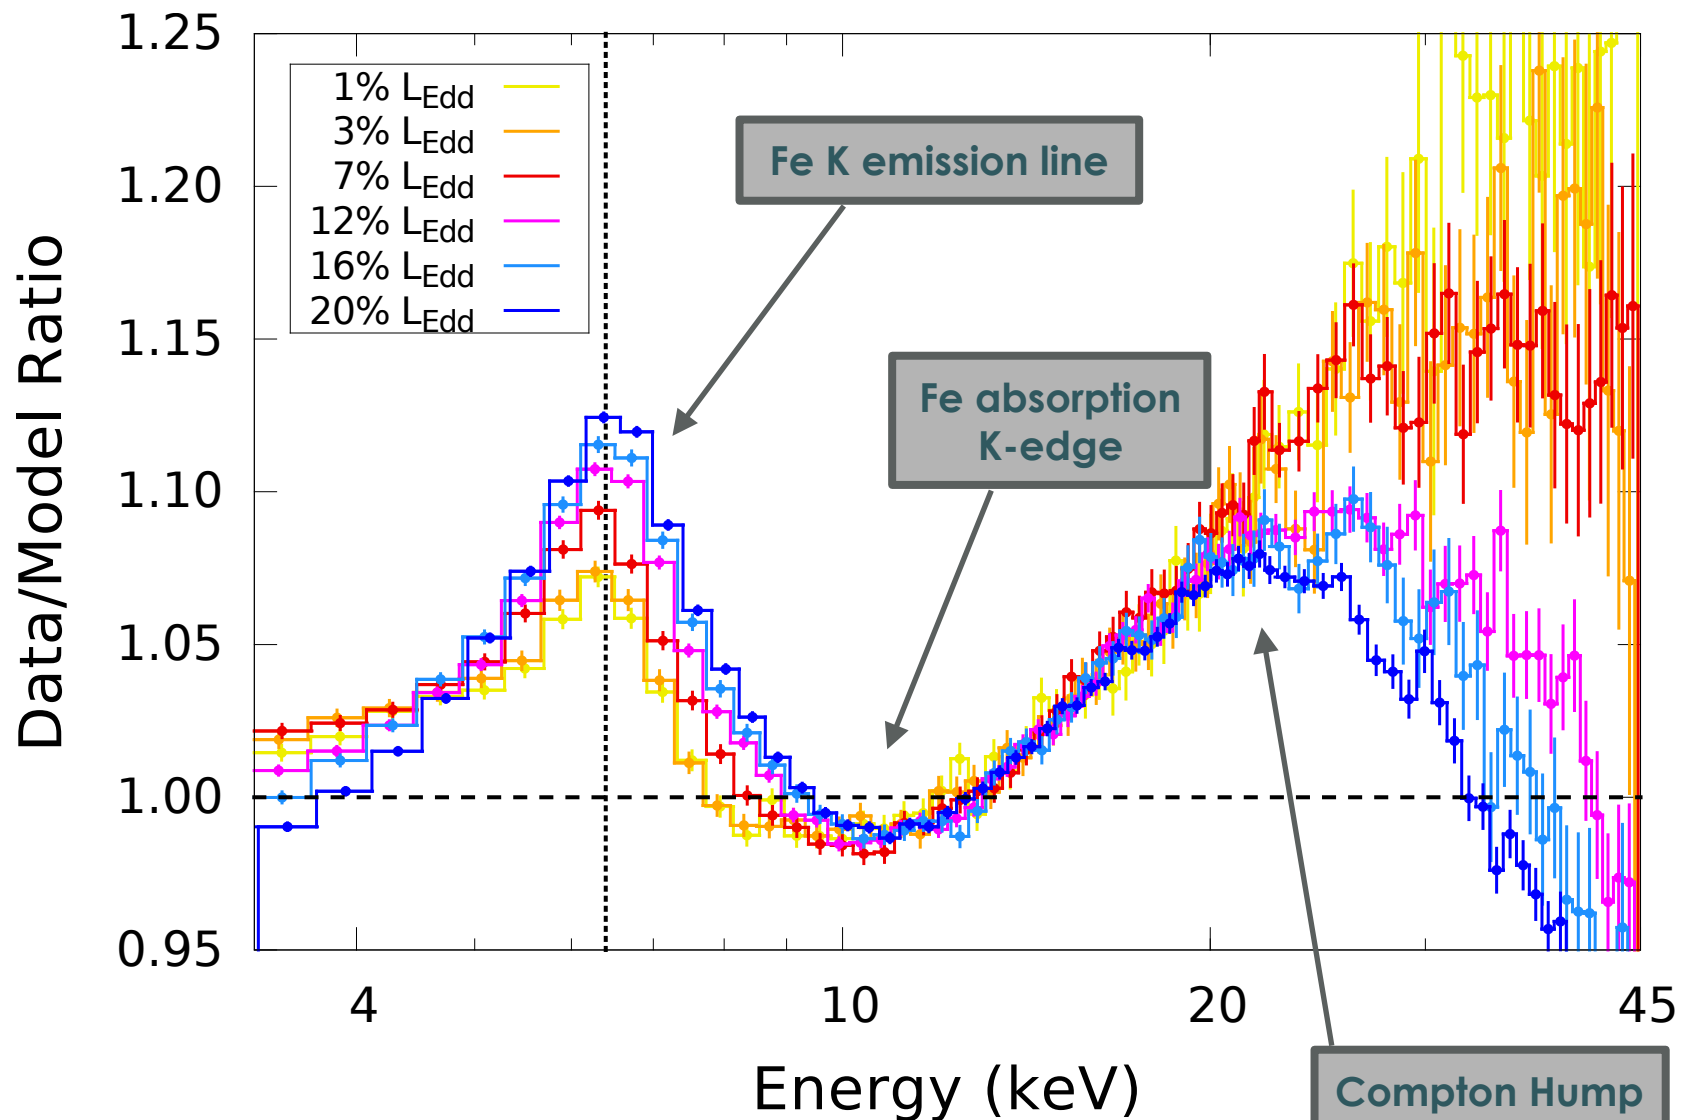 1.25
1.20
1.15
1.10
1.05
1.00
0.95
Data/Model Ratio
1% LEdd
3% LEdd
7% LEdd
12% LEdd
16% LEdd
20% LEdd
Fe K emission line
Fe absorption
K-edge
Compton Hump
4
10
20
45
Energy (keV)